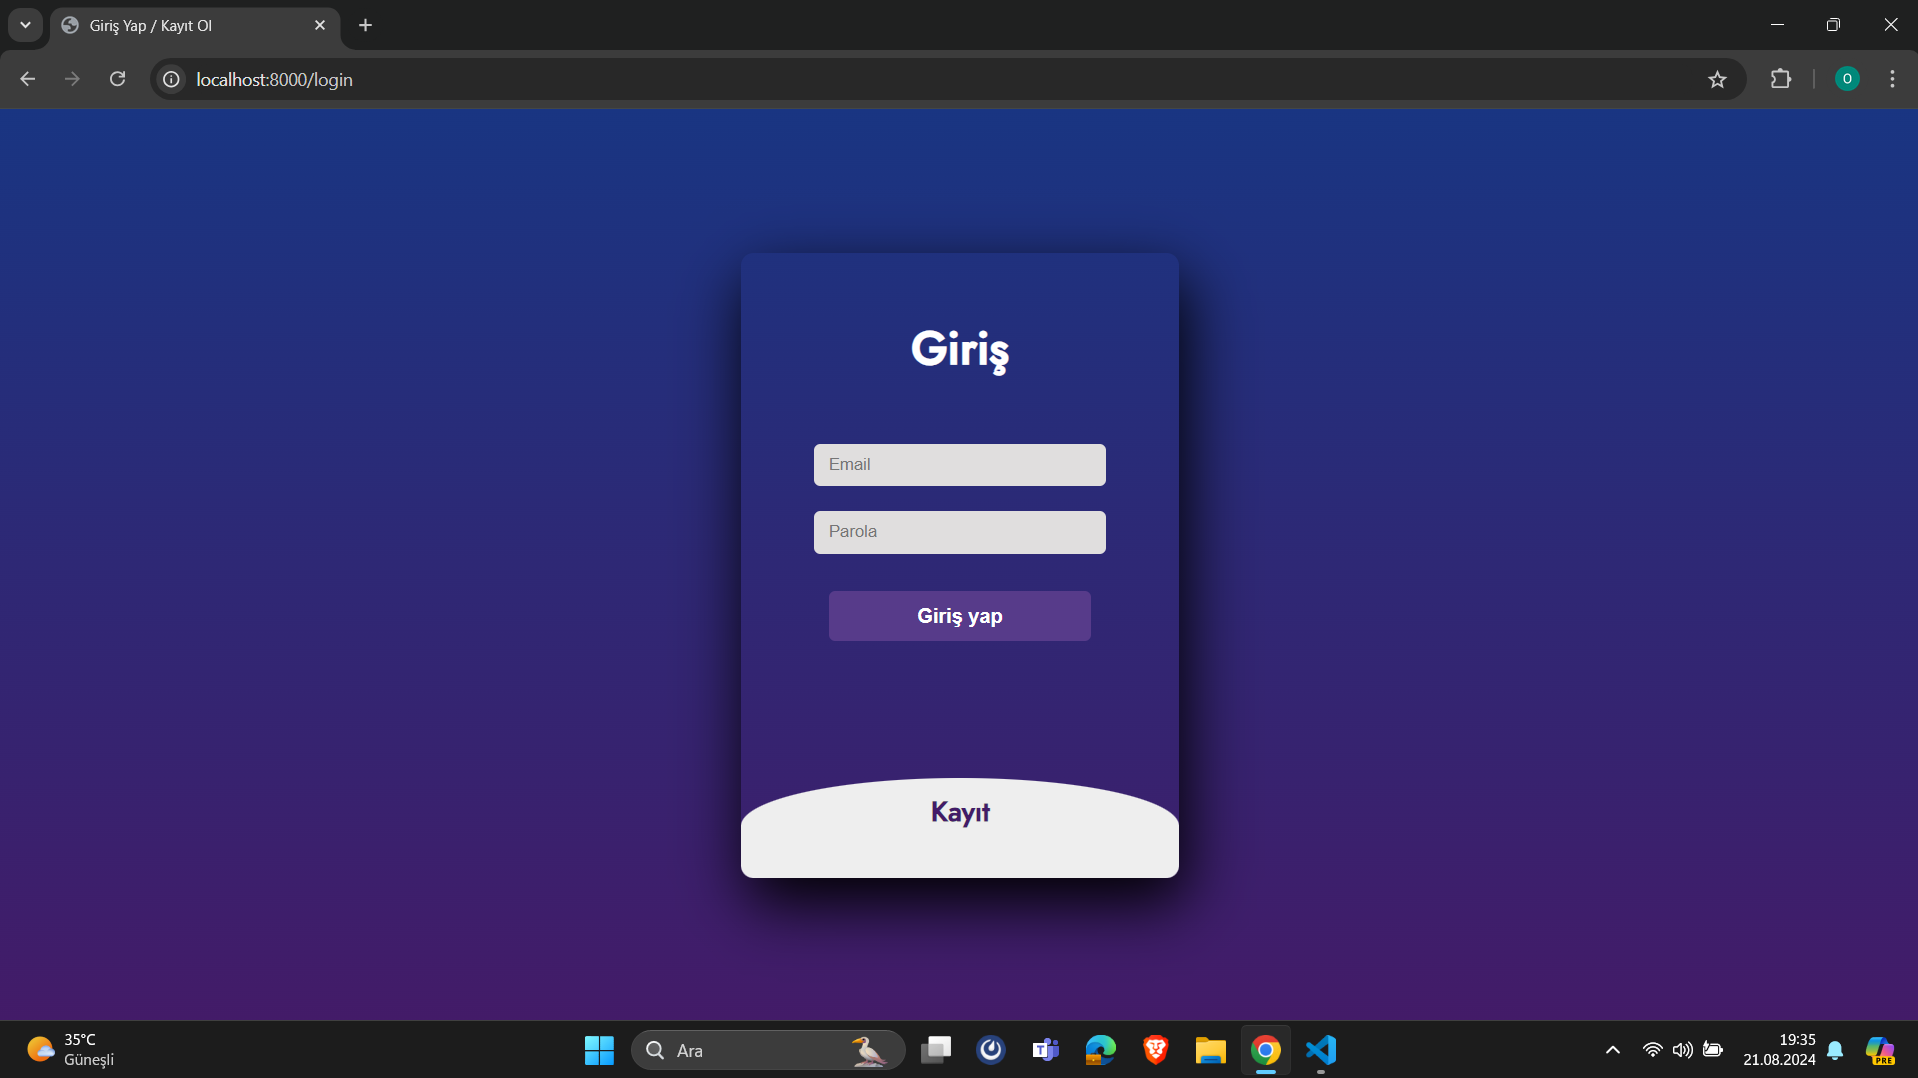 Giriş Yap / Kayıt Ol
localhost:8000/login
O
Giriş
Email
Parola
Giriş yap
Kayıt
35°C
Güneşli
Ara
T
PRE
19:35
21.08.2024